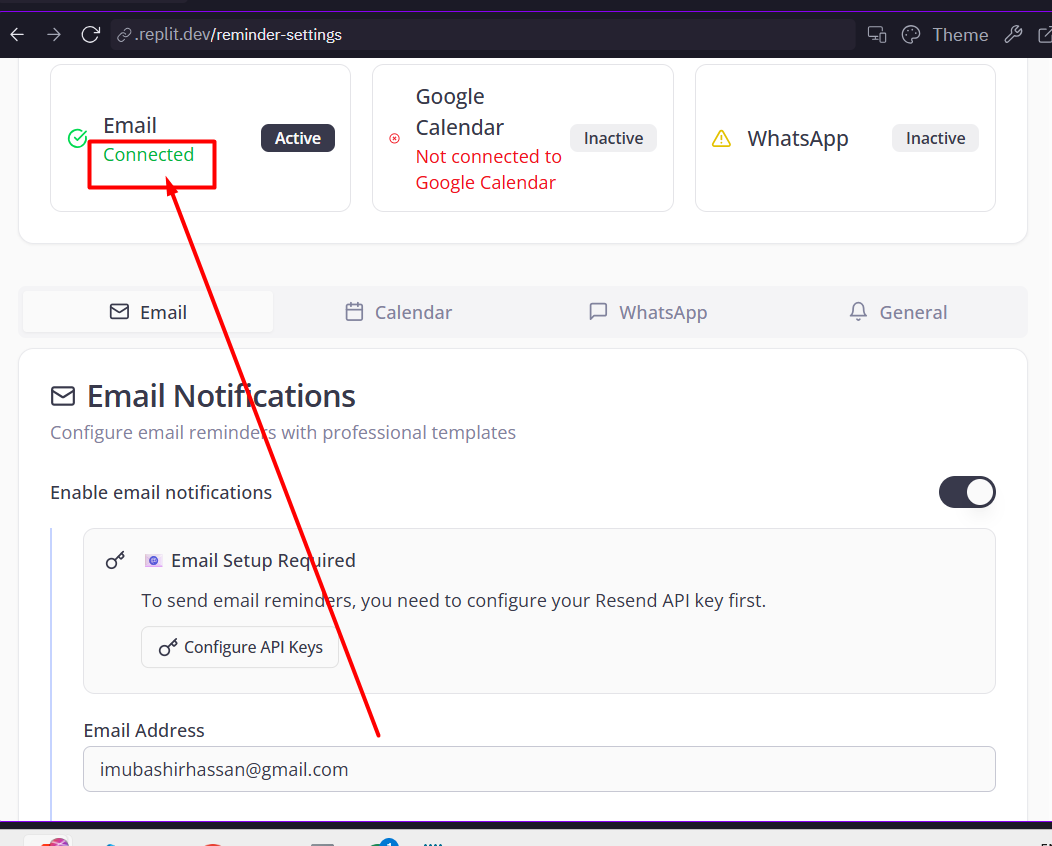 .replit.dev/reminder-settings
Theme
Email
Connected
Active
Google
Calendar
Not connected to
Google Calendar
Inactive
WhatsApp
Inactive
Email
Calendar
WhatsApp
General
Email Notifications
Configure email reminders with professional templates
Enable email notifications
Email Setup Required
To send email reminders, you need to configure your Resend API key first.
Configure API Keys
Email Address
imubashirhassan@gmail.com